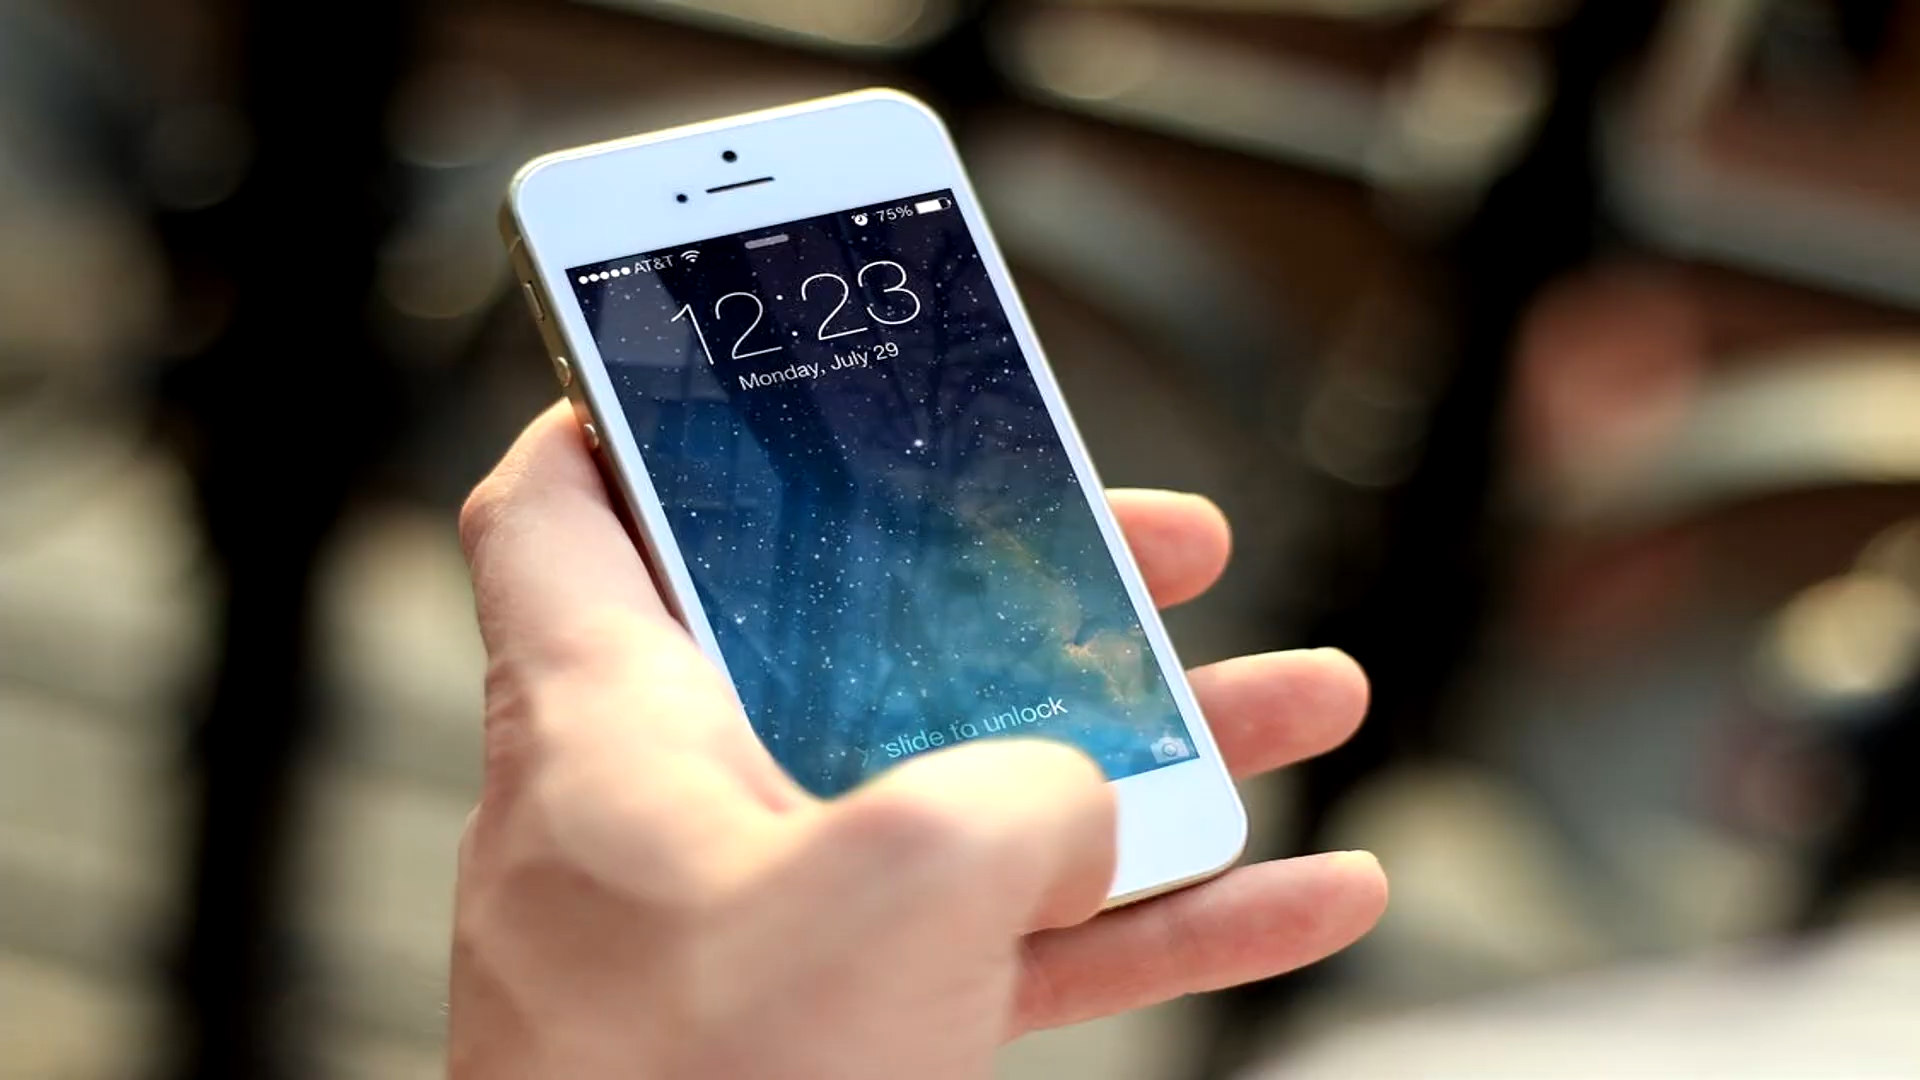 ●●●●● AT&T
75%
12:23
Monday, July 29
slide to unlock